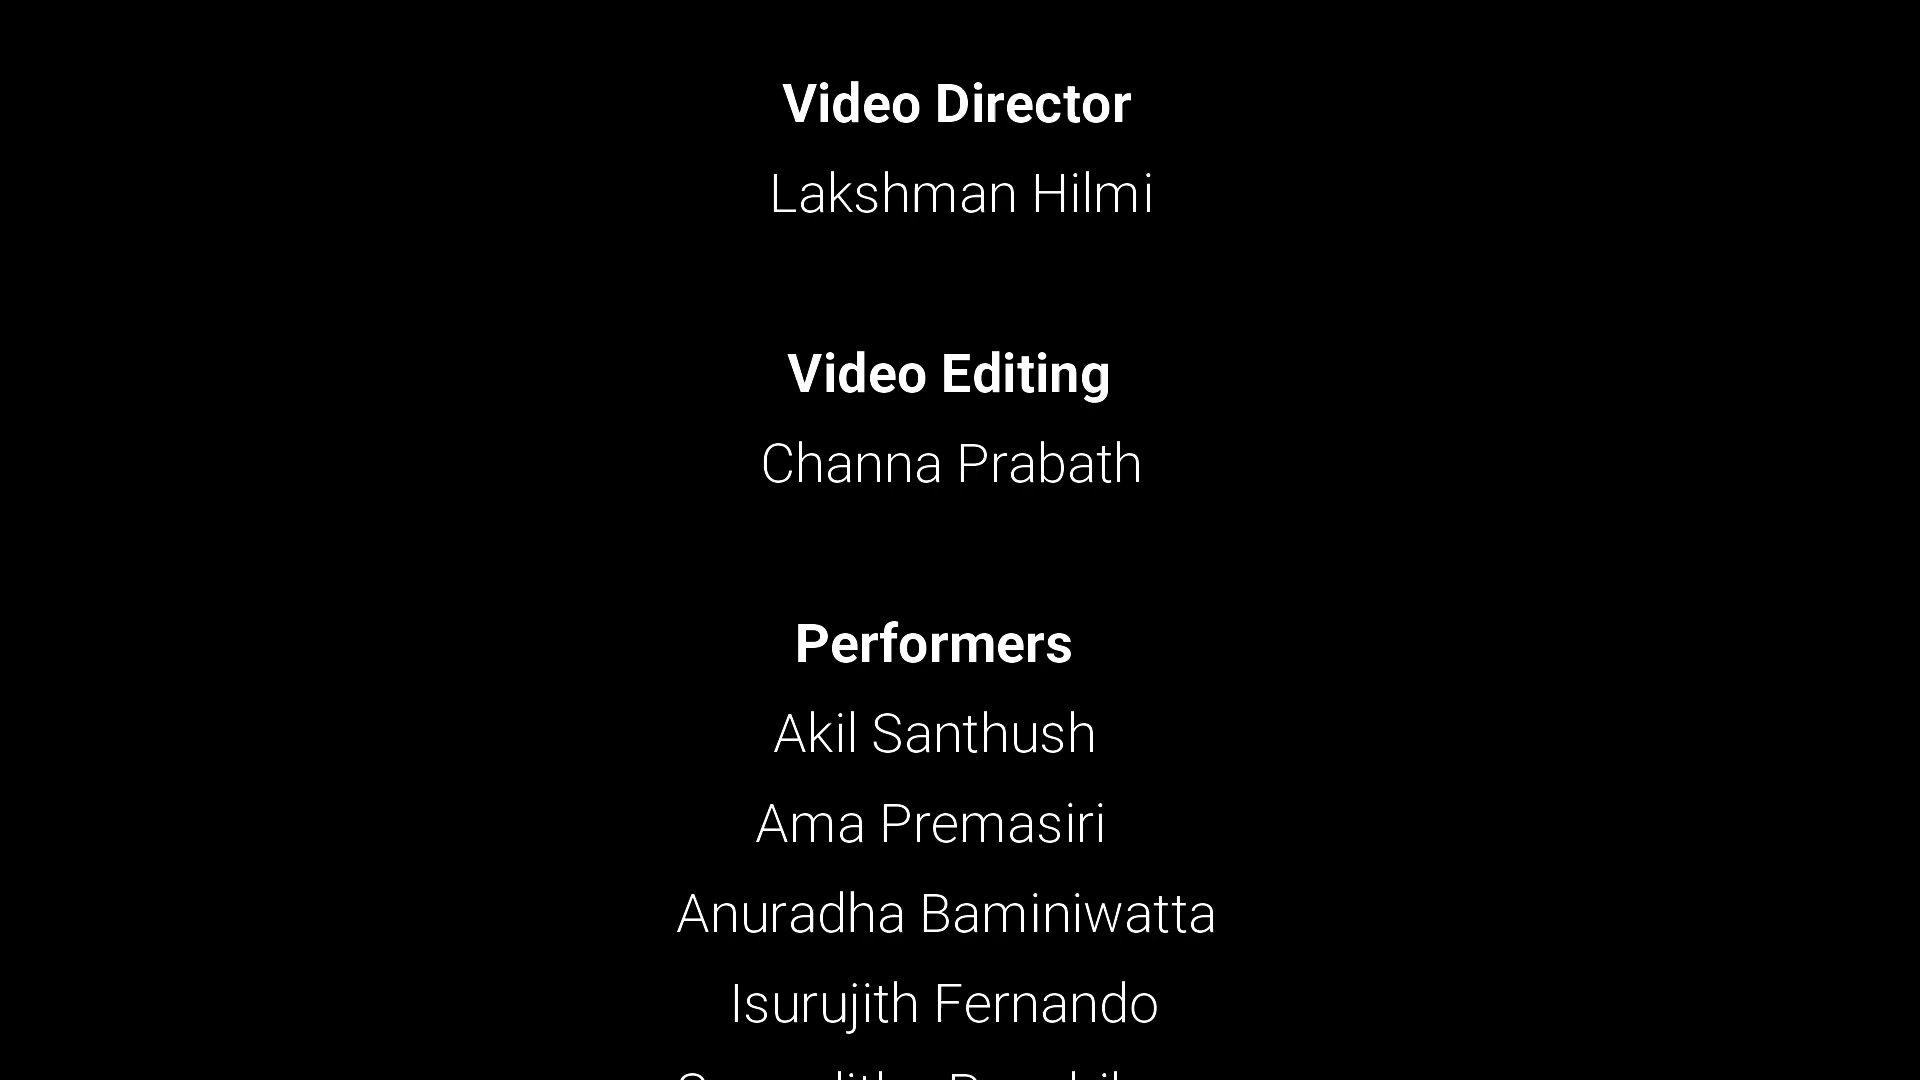 Video Director
Lakshman Hilmi
Video Editing
Channa Prabath
Performers
Akil Santhush
Ama Premasiri
Anuradha Baminiwatta
Isurujith Fernando